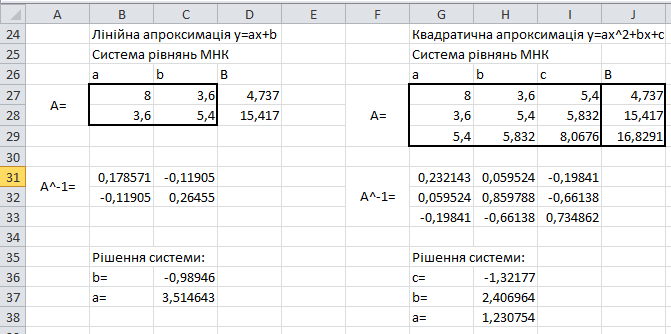 A B C D E F G H I J
24 Лінійна апроксимація y=ax+b Квадратична апроксимація y=ax^2+bx+c
25 Система рівнянь МНК Система рівнянь МНК
26 a b B a b c B
27 8 3,6 4,737 8 3,6 5,4 4,737
A= A=
28 3,6 5,4 15,417 3,6 5,4 5,832 15,417
29 5,4 5,832 8,0676 16,8291
30
31 0,178571 -0,11905 0,232143 0,059524 -0,19841
A^-1= A^-1=
32 -0,11905 0,26455 0,059524 0,859788 -0,66138
33 -0,19841 -0,66138 0,734862
34
35 Рішення системи: Рішення системи:
36 b= -0,98946 c= -1,32177
37 a= 3,514643 b= 2,406964
38 a= 1,230754